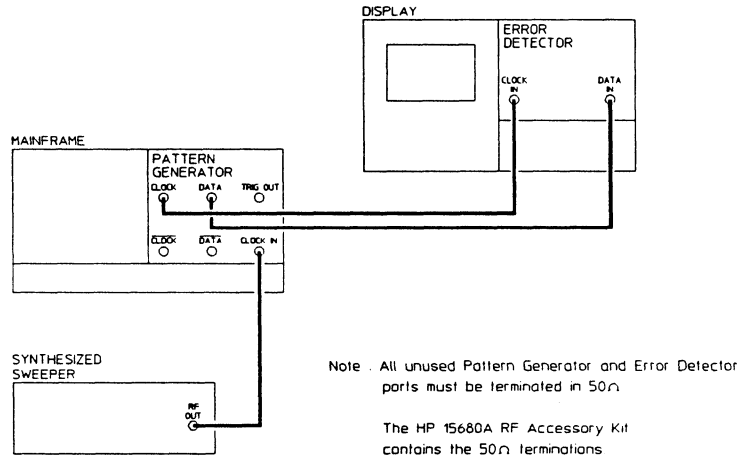 DISPLAY
ERROR
DETECTOR
CLOCK
IN
DATA
IN
MAINFRAME
PATTERN
GENERATOR
CLOCK DATA TRIG OUT
CLOCK DATA CLOCK IN
SYNTHESIZED
SWEEPER
RF
OUT
Note . All unused Pattern Generator and Error Detector
ports must be terminated in 50Ω
The HP 15680A RF Accessory Kit
contains the 50Ω terminations